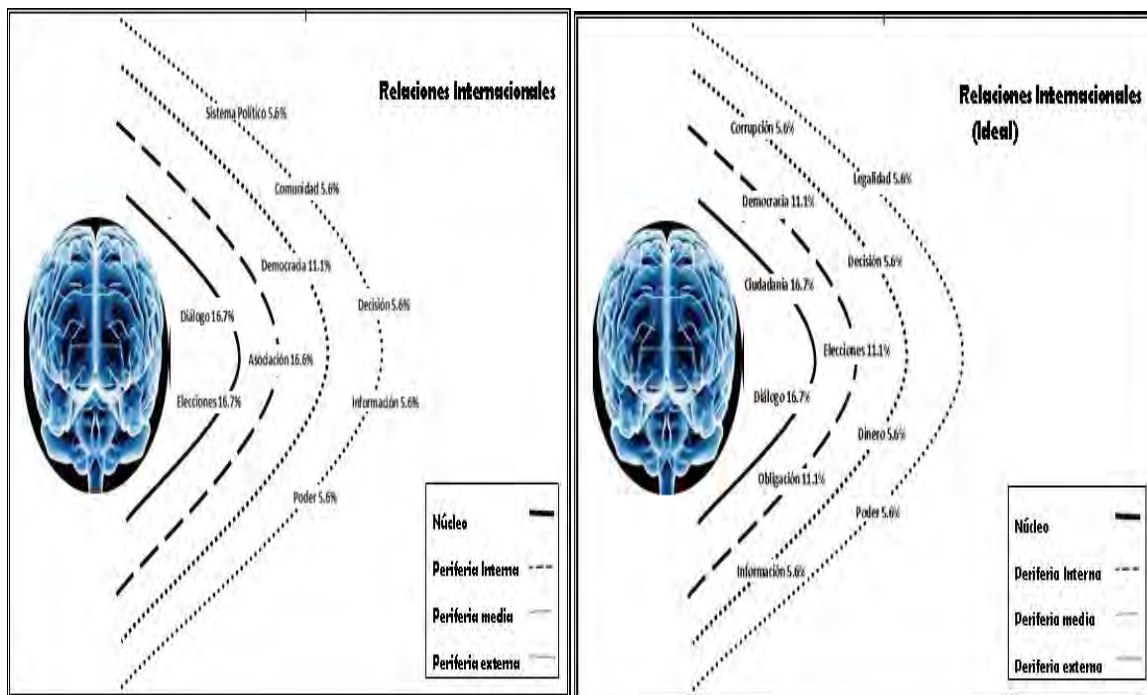 Relaciones Internacionales
Sistema Político 5.6%
Comunidad 5.6%
Democracia 11.1%
Decisión 5.6%
Diálogo 16.7%
Asociación 16.6%
Elecciones 16.7%
Información 5.6%
Poder 5.6%
Núcleo
Periferia Interna
Periferia media
Periferia externa
Relaciones Internacionales
(Ideal)
Corrupción 5.6%
Legalidad 5.6%
Democracia 11.1%
Decisión 5.6%
Ciudadanía 16.7%
Elecciones 11.1%
Diálogo 16.7%
Dinero 5.6%
Obligación 11.1%
Poder 5.6%
Información 5.6%
Núcleo
Periferia Interna
Periferia media
Periferia externa